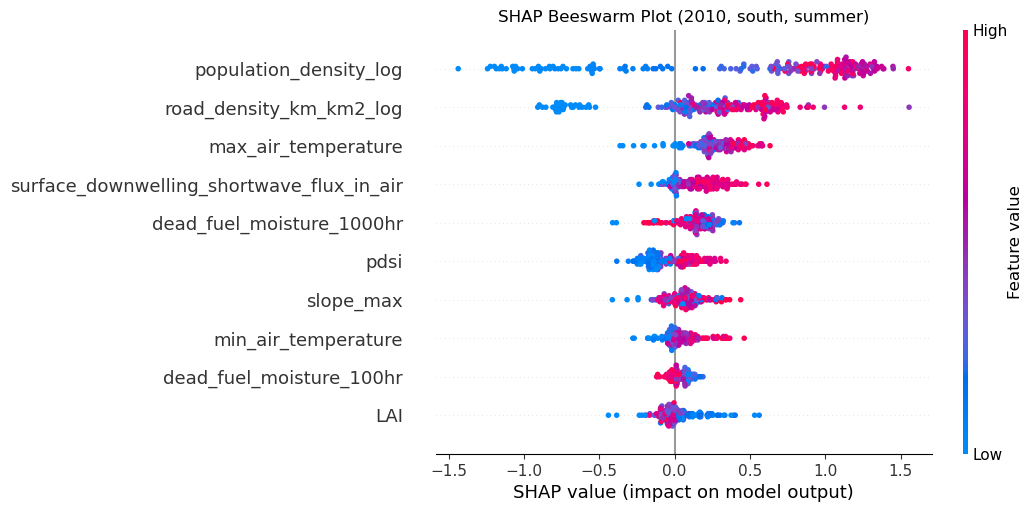 SHAP Beeswarm Plot (2010, south, summer)
High
population_density_log
road_density_km_km2_log
max_air_temperature
surface_downwelling_shortwave_flux_in_air
dead_fuel_moisture_1000hr
pdsi
slope_max
min_air_temperature
dead_fuel_moisture_100hr
LAI
Feature value
Low
−1.5 −1.0 −0.5 0.0 0.5 1.0 1.5
SHAP value (impact on model output)